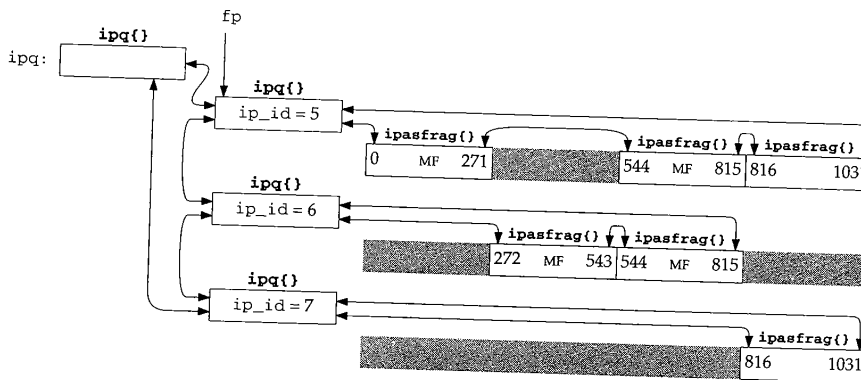 fp
ipq{}
ipq:
ipq{}
ip_id = 5
ipasfrag{} ipasfrag{} ipasfrag{}
0 MF 271 544 MF 815 816 1031
ipq{}
ip_id = 6
ipasfrag{} ipasfrag{}
272 MF 543 544 MF 815
ipq{}
ip_id = 7
ipasfrag{}
816 1031